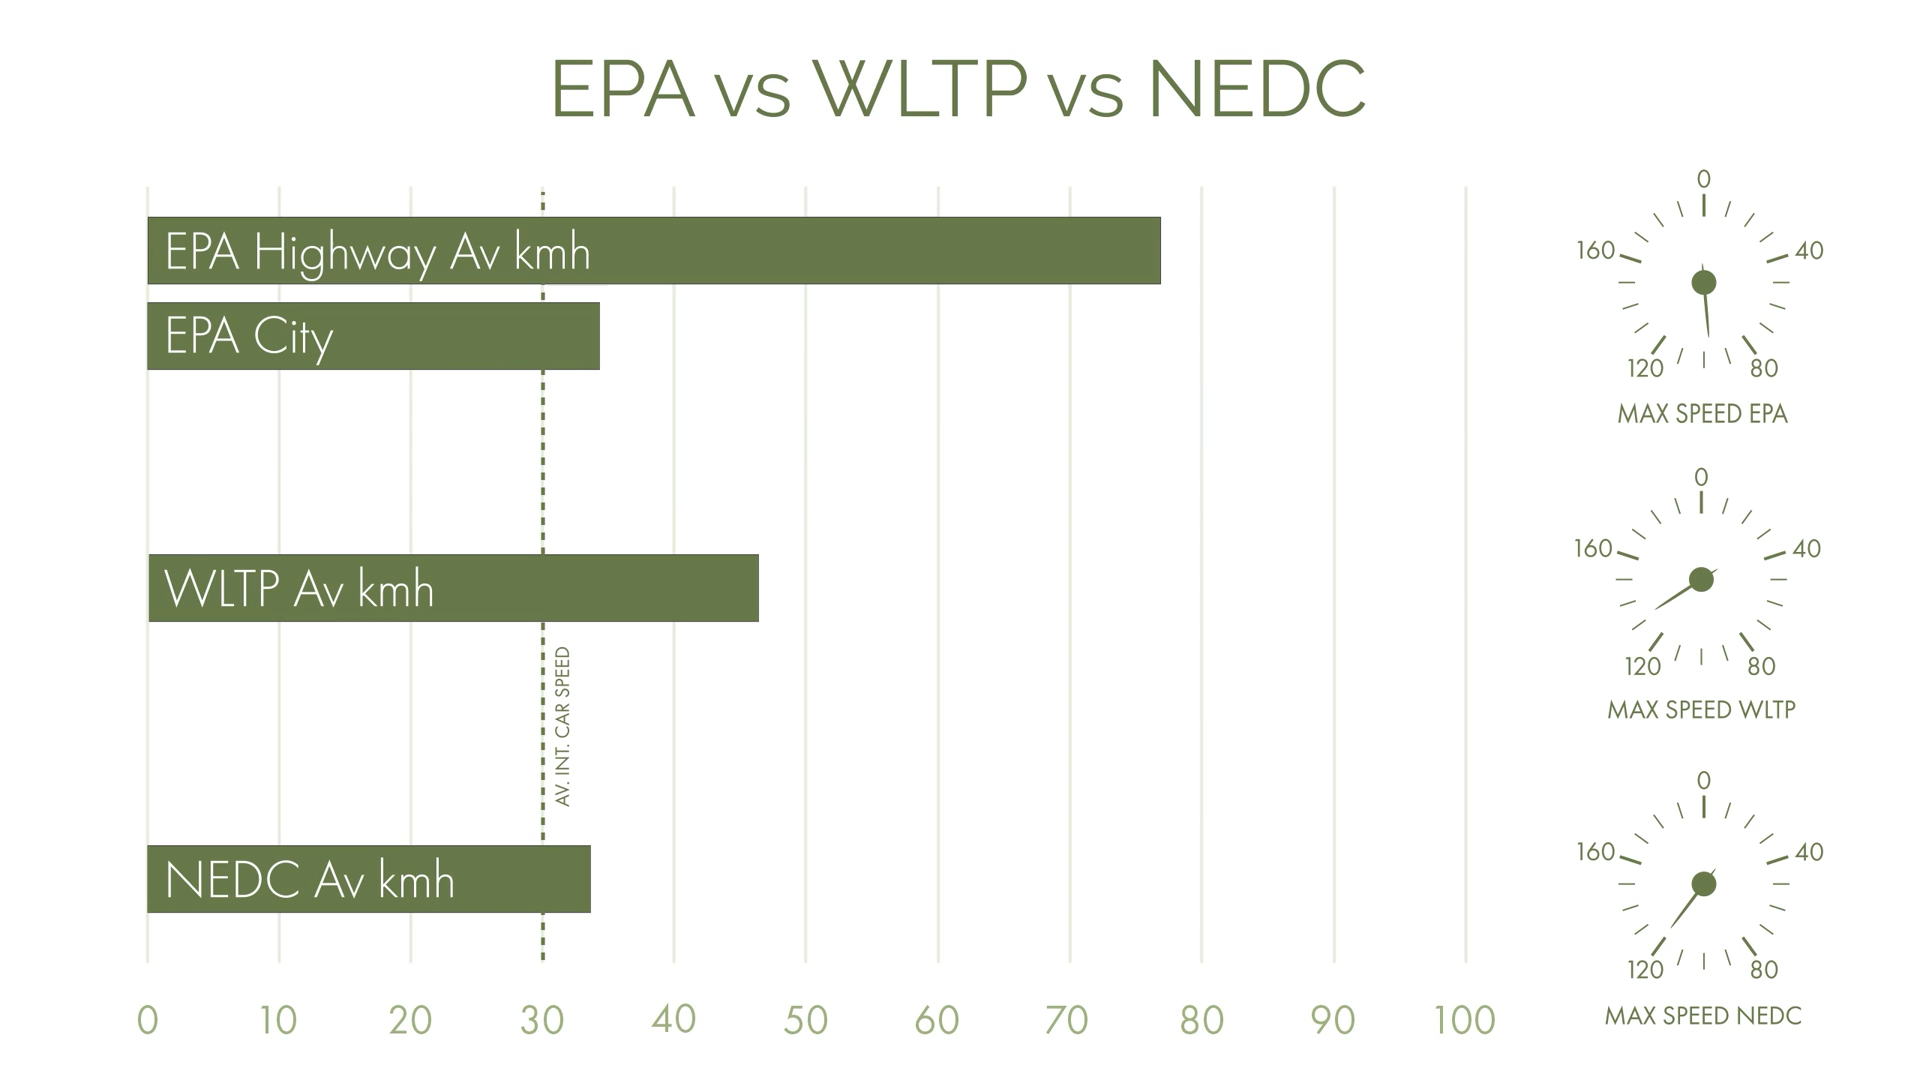 EPA vs WLTP vs NEDC
EPA Highway Av kmh
EPA City
WLTP Av kmh
AV. INT. CAR SPEED
NEDC Av kmh
0 10 20 30 40 50 60 70 80 90 100
0
160 40
120 80
MAX SPEED EPA
0
160 40
120 80
MAX SPEED WLTP
0
160 40
120 80
MAX SPEED NEDC